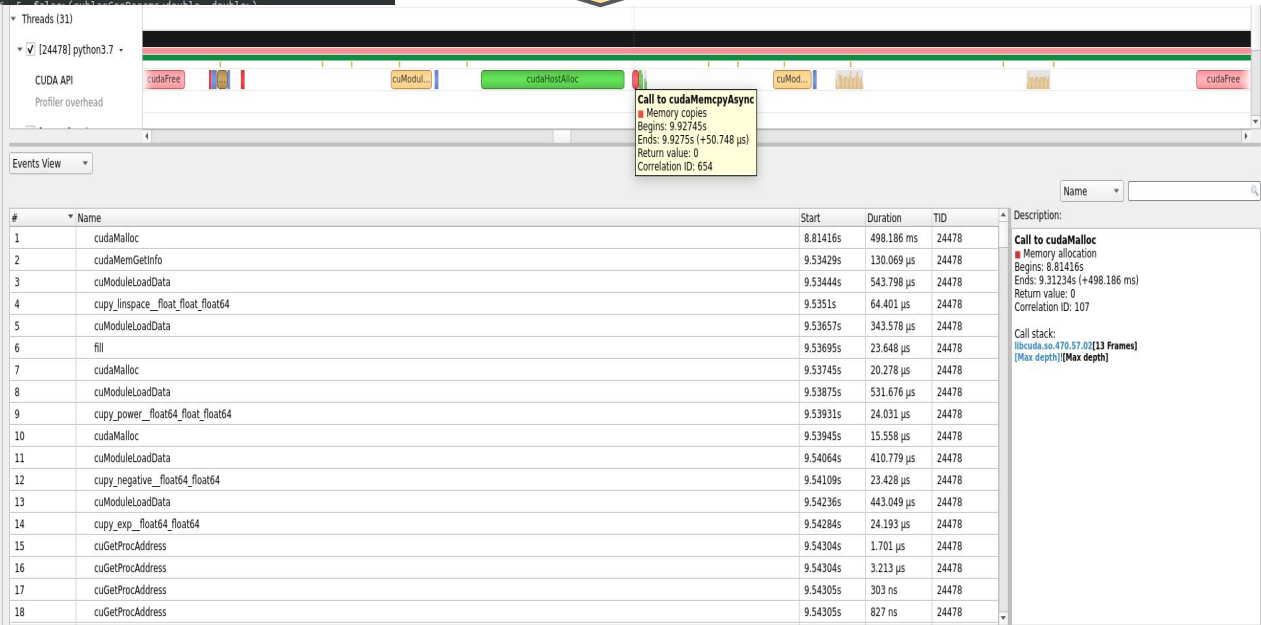 Threads (31)
[24478] python3.7
CUDA API
Profiler overhead
cudaFree
...
cuModul...
cudaHostAlloc
cuMod...
cudaFree
Call to cudaMemcpyAsync
Memory copies
Begins: 9.92745s
Ends: 9.9275s (+50.748 µs)
Return value: 0
Correlation ID: 654
Events View
Name
# Name Start Duration TID
1 cudaMalloc 8.81416s 498.186 ms 24478
2 cudaMemGetInfo 9.53429s 130.069 µs 24478
3 cuModuleLoadData 9.53444s 543.798 µs 24478
4 cupy_linspace__float_float_float64 9.5351s 64.401 µs 24478
5 cuModuleLoadData 9.53657s 343.578 µs 24478
6 fill 9.53695s 23.648 µs 24478
7 cudaMalloc 9.53745s 20.278 µs 24478
8 cuModuleLoadData 9.53875s 531.676 µs 24478
9 cupy_power__float64_float_float64 9.53931s 24.031 µs 24478
10 cudaMalloc 9.53945s 15.558 µs 24478
11 cuModuleLoadData 9.54064s 410.779 µs 24478
12 cupy_negative__float64_float64 9.54109s 23.428 µs 24478
13 cuModuleLoadData 9.54236s 443.049 µs 24478
14 cupy_exp__float64_float64 9.54284s 24.193 µs 24478
15 cuGetProcAddress 9.54304s 1.701 µs 24478
16 cuGetProcAddress 9.54304s 3.213 µs 24478
17 cuGetProcAddress 9.54305s 303 ns 24478
18 cuGetProcAddress 9.54305s 827 ns 24478
Description:
Call to cudaMalloc
Memory allocation
Begins: 8.81416s
Ends: 9.31234s (+498.186 ms)
Return value: 0
Correlation ID: 107
Call stack:
libcuda.so.470.57.02[13 Frames]
[Max depth]![Max depth]